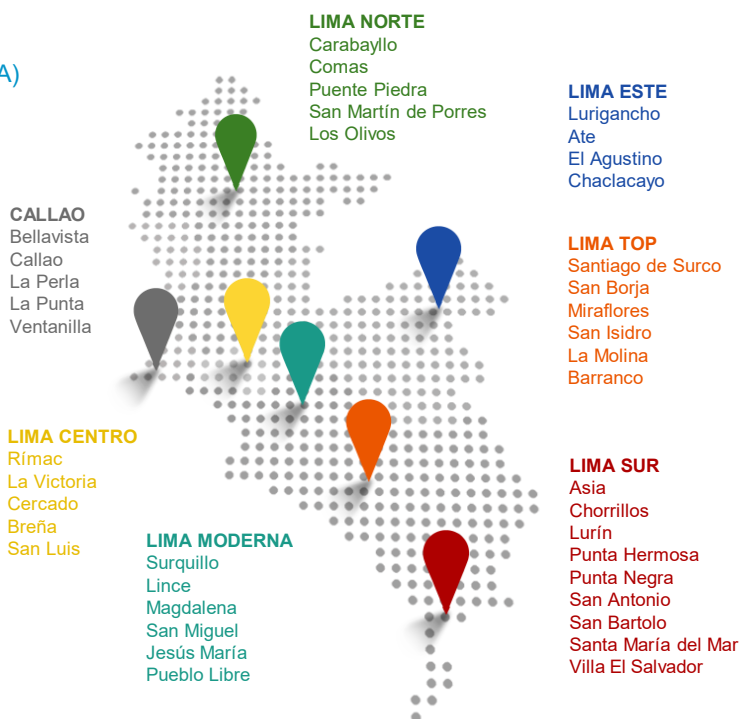 A)
LIMA NORTE
Carabayllo
Comas
Puente Piedra
San Martín de Porres
Los Olivos
LIMA ESTE
Lurigancho
Ate
El Agustino
Chaclacayo
CALLAO
Bellavista
Callao
La Perla
La Punta
Ventanilla
LIMA TOP
Santiago de Surco
San Borja
Miraflores
San Isidro
La Molina
Barranco
LIMA CENTRO
Rímac
La Victoria
Cercado
Breña
San Luis
LIMA MODERNA
Surquillo
Lince
Magdalena
San Miguel
Jesús María
Pueblo Libre
LIMA SUR
Asia
Chorrillos
Lurín
Punta Hermosa
Punta Negra
San Antonio
San Bartolo
Santa María del Mar
Villa El Salvador